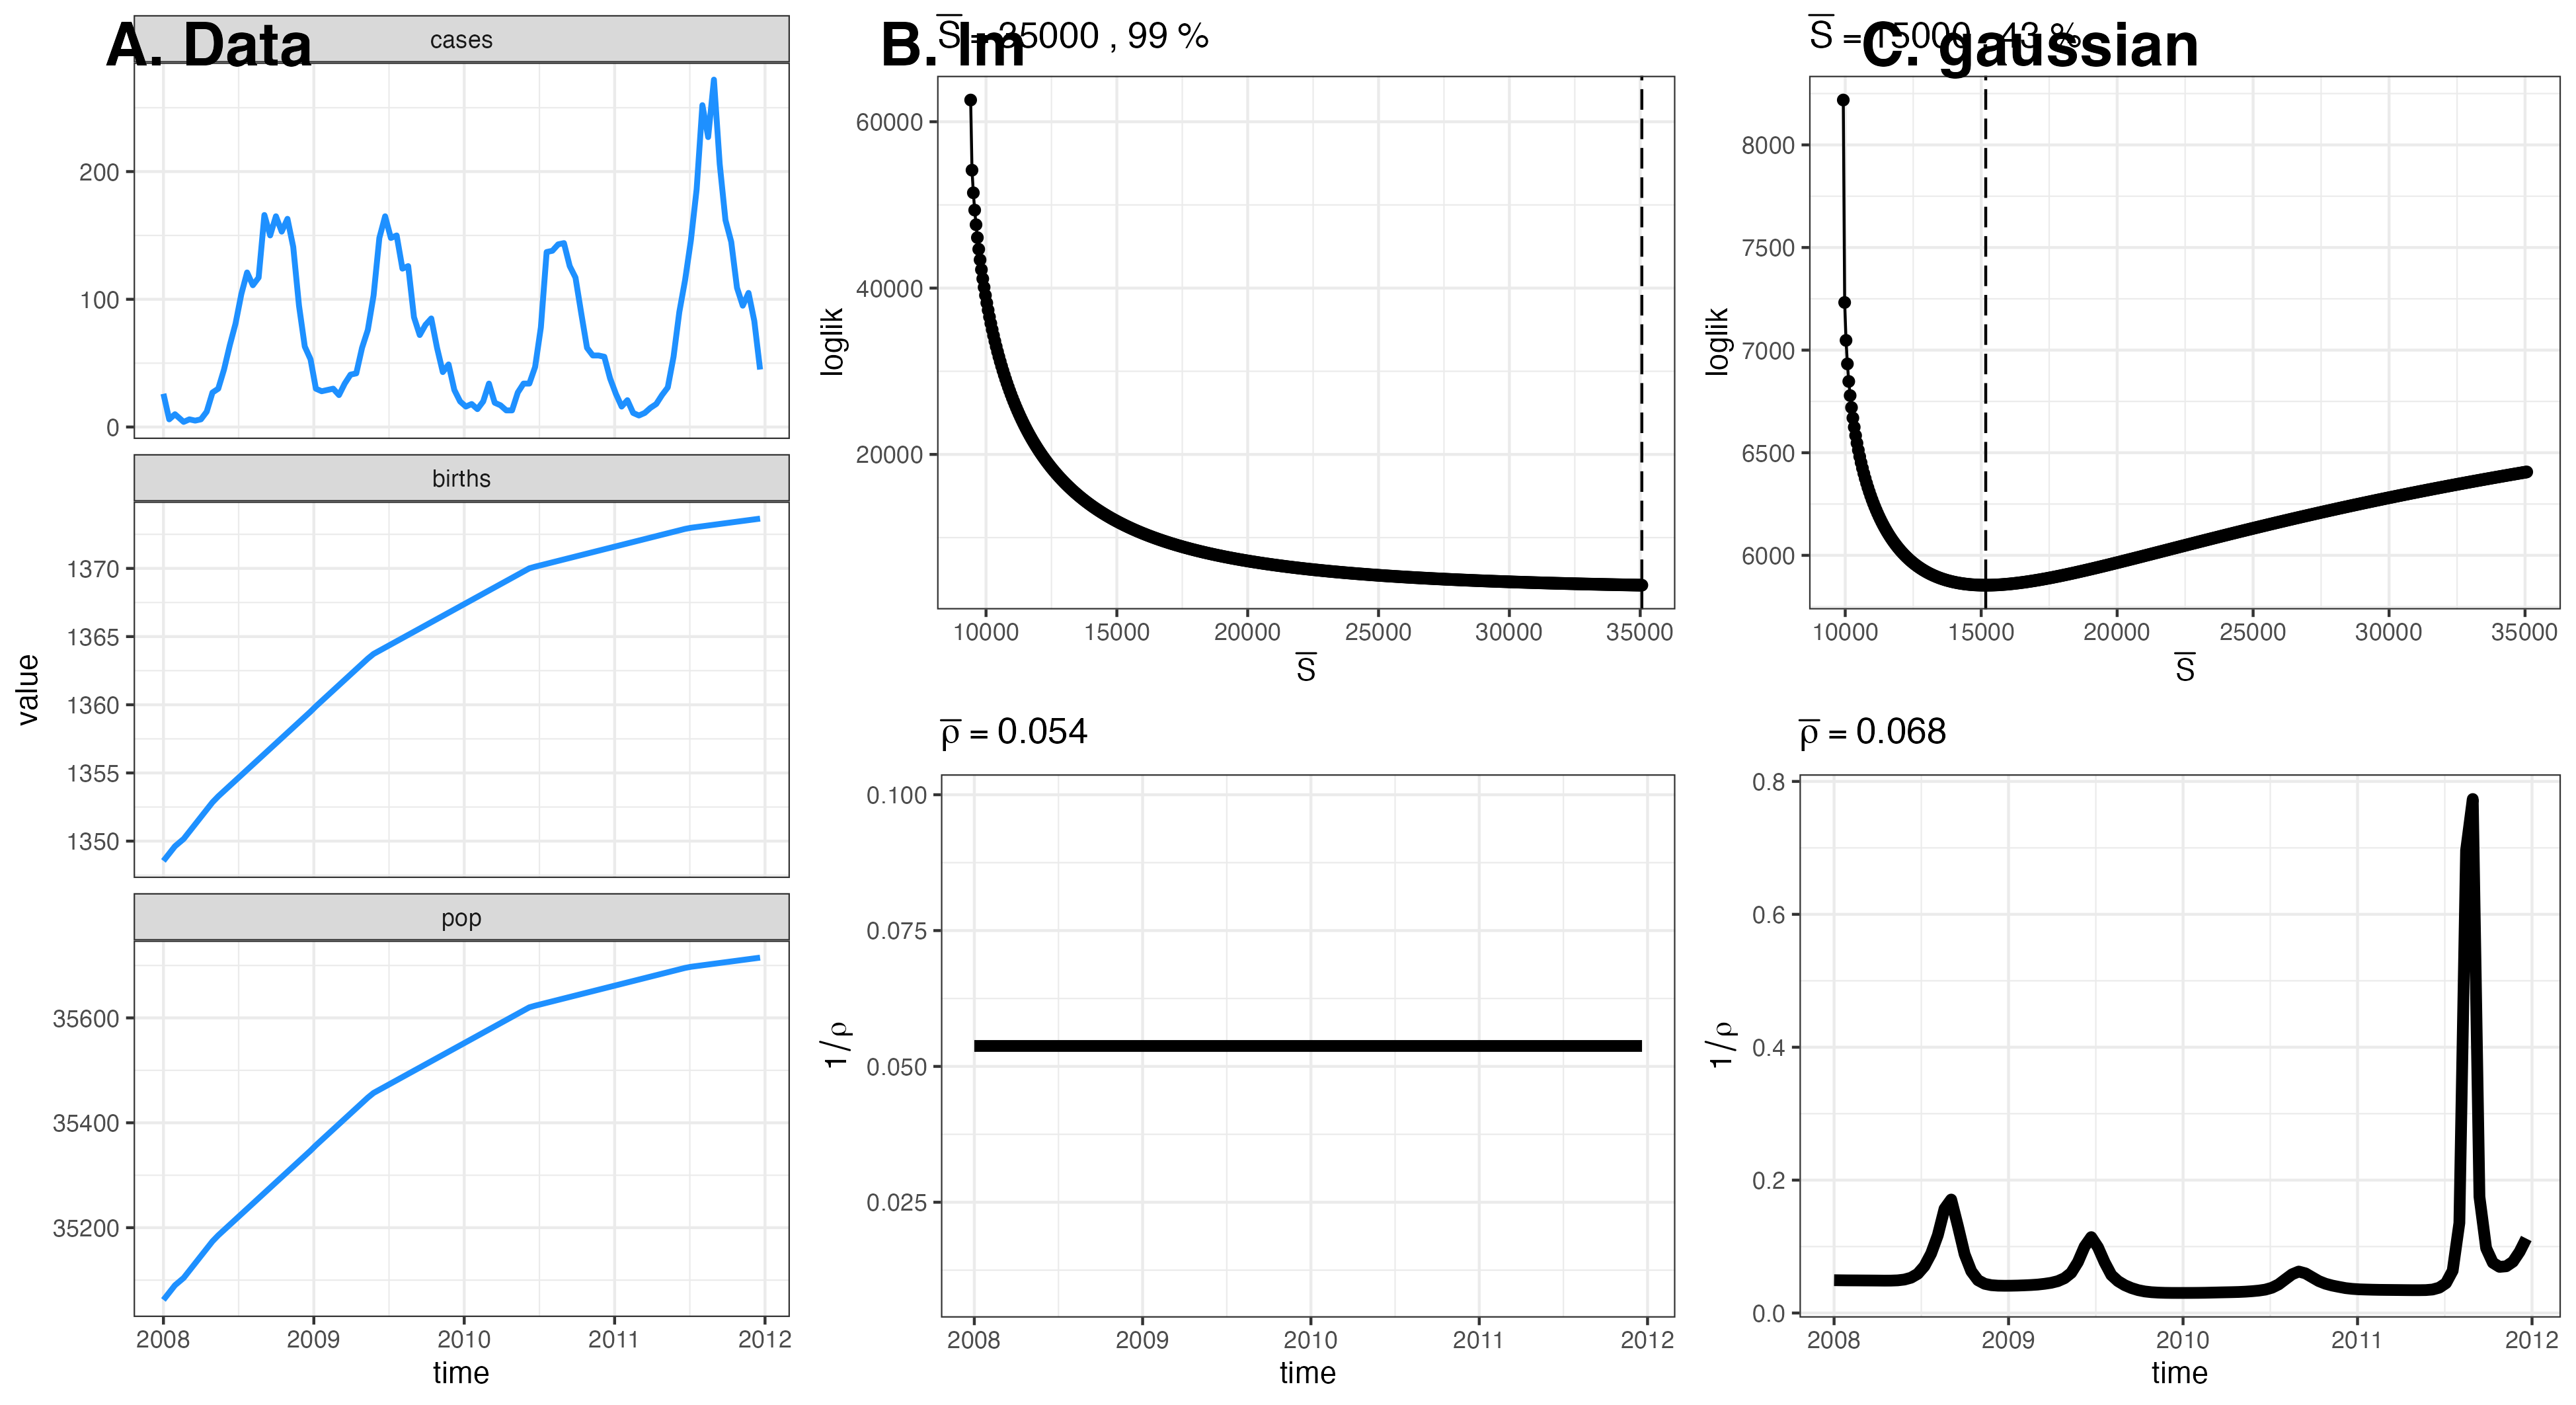 A. Data
cases
200
100
0
births
1370
1365
1360
1355
1350
value
pop
35600
35400
35200
2008 2009 2010 2011 2012
time
B. lm
S̅ = 35000 , 99 %
60000
40000
20000
loglik
10000 15000 20000 25000 30000 35000
S̅
ρ̅ = 0.054
0.100
0.075
0.050
0.025
1/ρ
2008 2009 2010 2011 2012
time
C. gaussian
S̅ = 15000 , 43 %
8000
7500
7000
6500
6000
loglik
10000 15000 20000 25000 30000 35000
S̅
ρ̅ = 0.068
0.8
0.6
0.4
0.2
0.0
1/ρ
2008 2009 2010 2011 2012
time